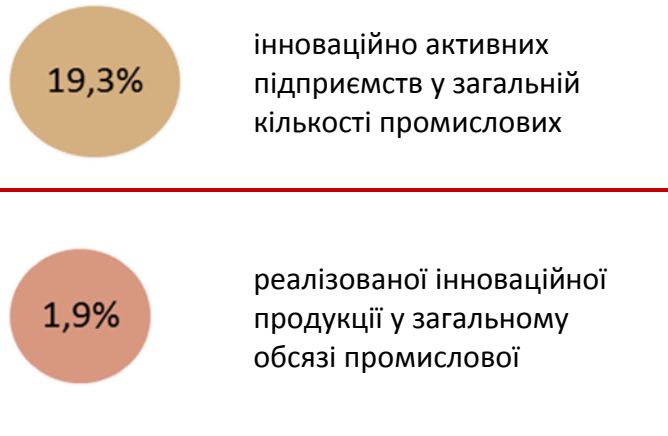 19,3%
інноваційно активних
підприємств у загальній
кількості промислових
1,9%
реалізованої інноваційної
продукції у загальному
обсязі промислової